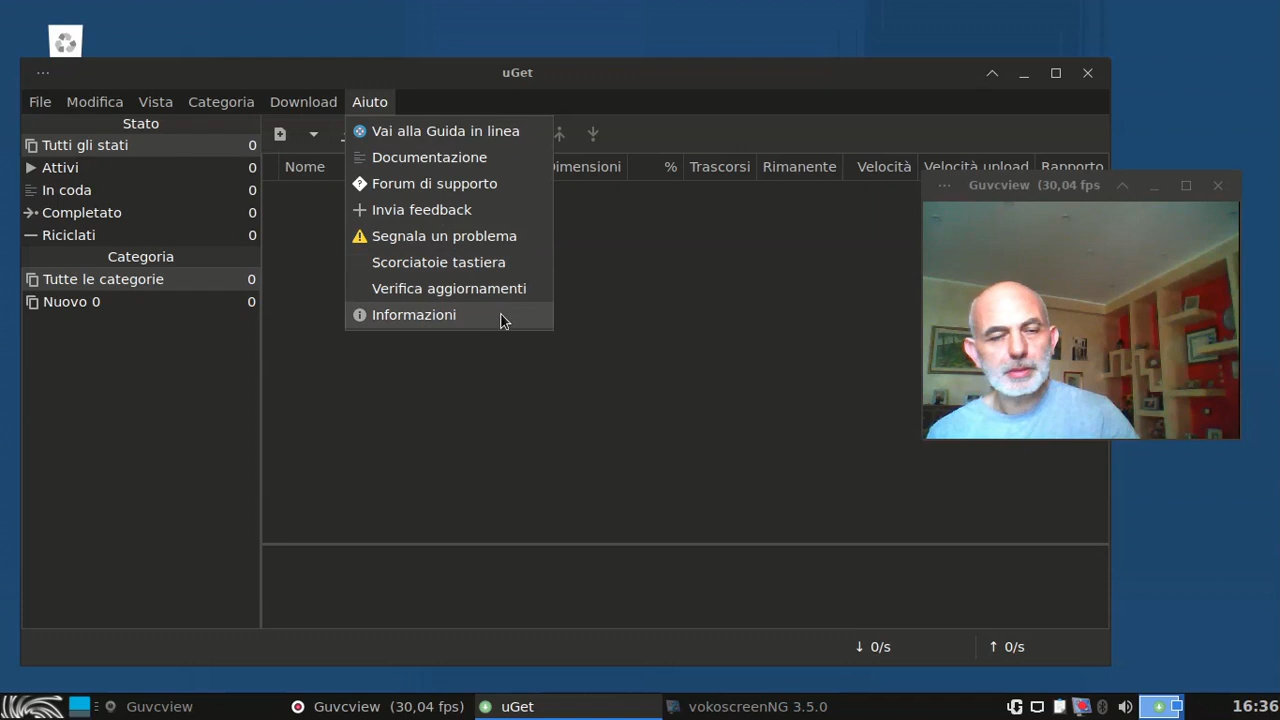 uGet
File Modifica Vista Categoria Download Aiuto
Stato
Tutti gli stati 0
Attivi 0
In coda 0
Completato 0
Riciclati 0
Categoria
Tutte le categorie 0
Nuovo 0 0
Vai alla Guida in linea
Documentazione
Forum di supporto
Invia feedback
Segnala un problema
Scorciatoie tastiera
Verifica aggiornamenti
Informazioni
Nome Dimensioni % Trascorsi Rimanente Velocità Velocità upload Rapporto
Guvcview (30,04 fps
↓ 0/s ↑ 0/s
Guvcview Guvcview (30,04 fps) uGet vokoscreenNG 3.5.0 16:36